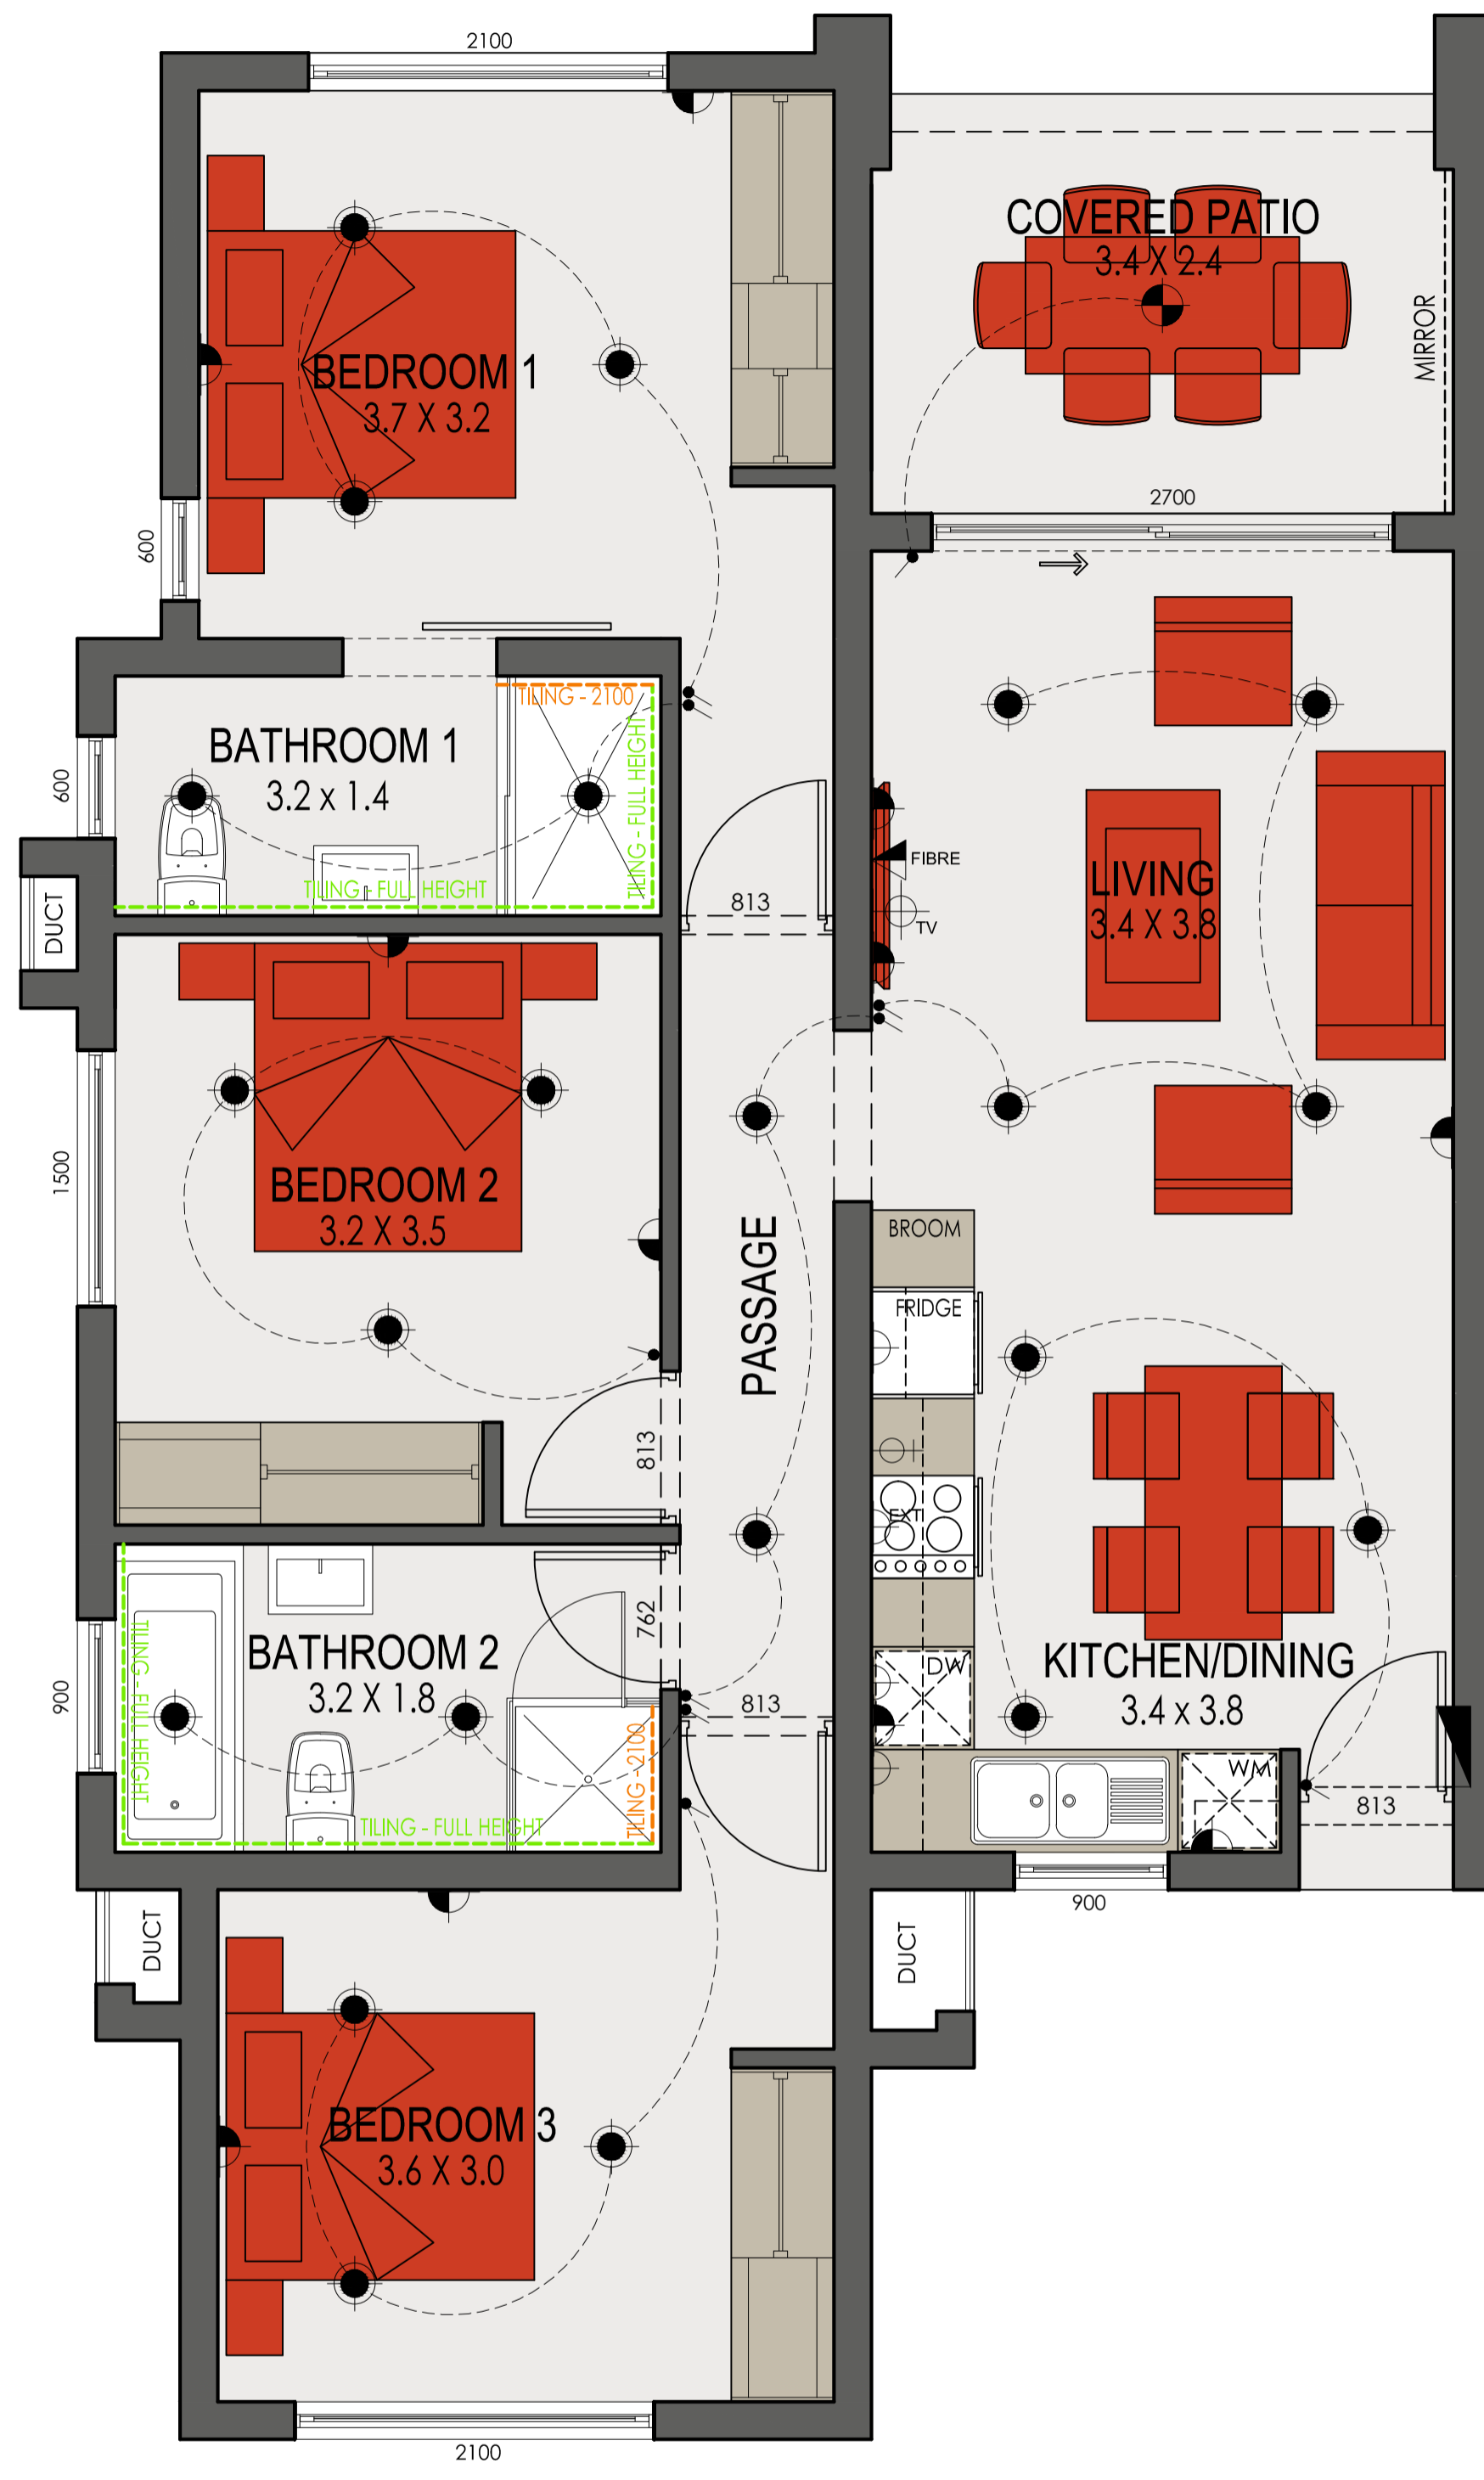 2100
COVERED PATIO
3.4 X 2.4
MIRROR
BEDROOM 1
3.7 X 3.2
600
2700
TILING - 2100
TILING - FULL HEIGHT
BATHROOM 1
3.2 x 1.4
600
TILING - FULL HEIGHT
DUCT
813
FIBRE
TV
LIVING
3.4 X 3.8
1500
BEDROOM 2
3.2 X 3.5
PASSAGE
BROOM
FRIDGE
813
EXT
762
TILING - FULL HEIGHT
BATHROOM 2
3.2 X 1.8
900
TILING - 2100
TILING - FULL HEIGHT
813
DW
KITCHEN/DINING
3.4 x 3.8
WM
813
900
DUCT
DUCT
BEDROOM 3
3.6 X 3.0
2100